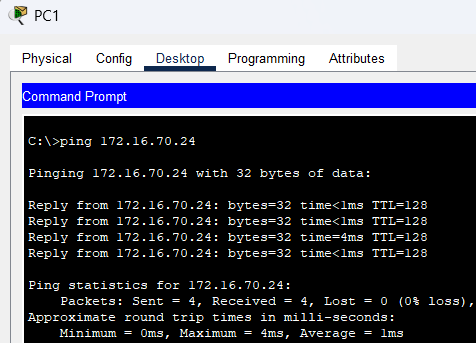 PC1
Physical Config Desktop Programming Attributes
Command Prompt
C:\>ping 172.16.70.24
Pinging 172.16.70.24 with 32 bytes of data:
Reply from 172.16.70.24: bytes=32 time<1ms TTL=128
Reply from 172.16.70.24: bytes=32 time<1ms TTL=128
Reply from 172.16.70.24: bytes=32 time=4ms TTL=128
Reply from 172.16.70.24: bytes=32 time<1ms TTL=128
Ping statistics for 172.16.70.24:
Packets: Sent = 4, Received = 4, Lost = 0 (0% loss),
Approximate round trip times in milli-seconds:
Minimum = 0ms, Maximum = 4ms, Average = 1ms